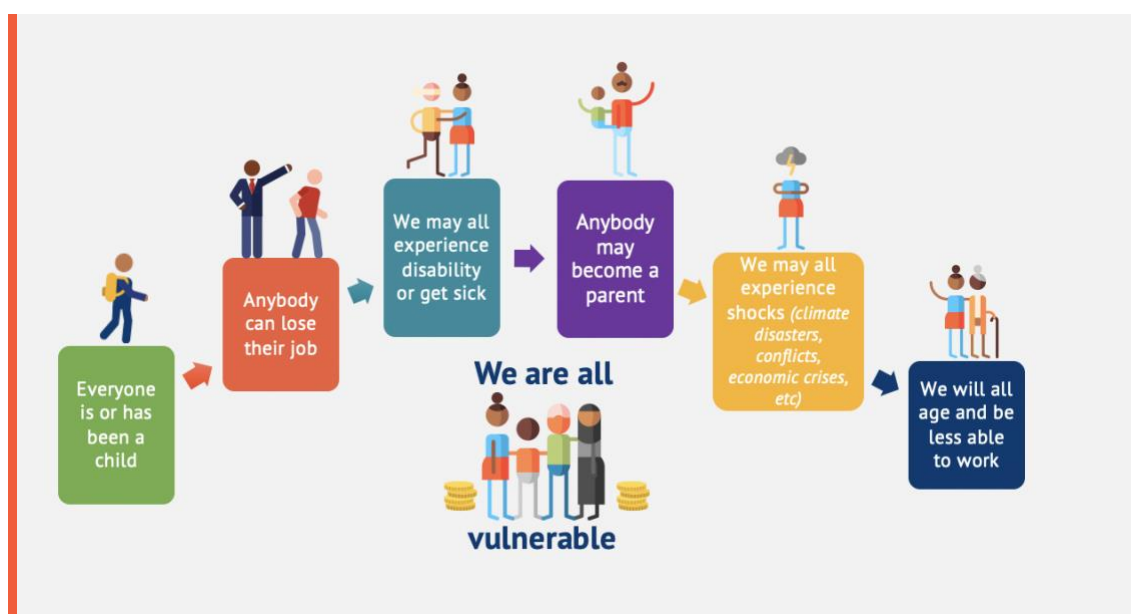 Everyone
is or has
been a
child
Anybody
can lose
their job
We may all
experience
disability
or get sick
Anybody
may
become a
parent
We may all
experience
shocks (climate
disasters,
conflicts,
economic crises,
etc)
We will all
age and be
less able
to work
We are all
vulnerable